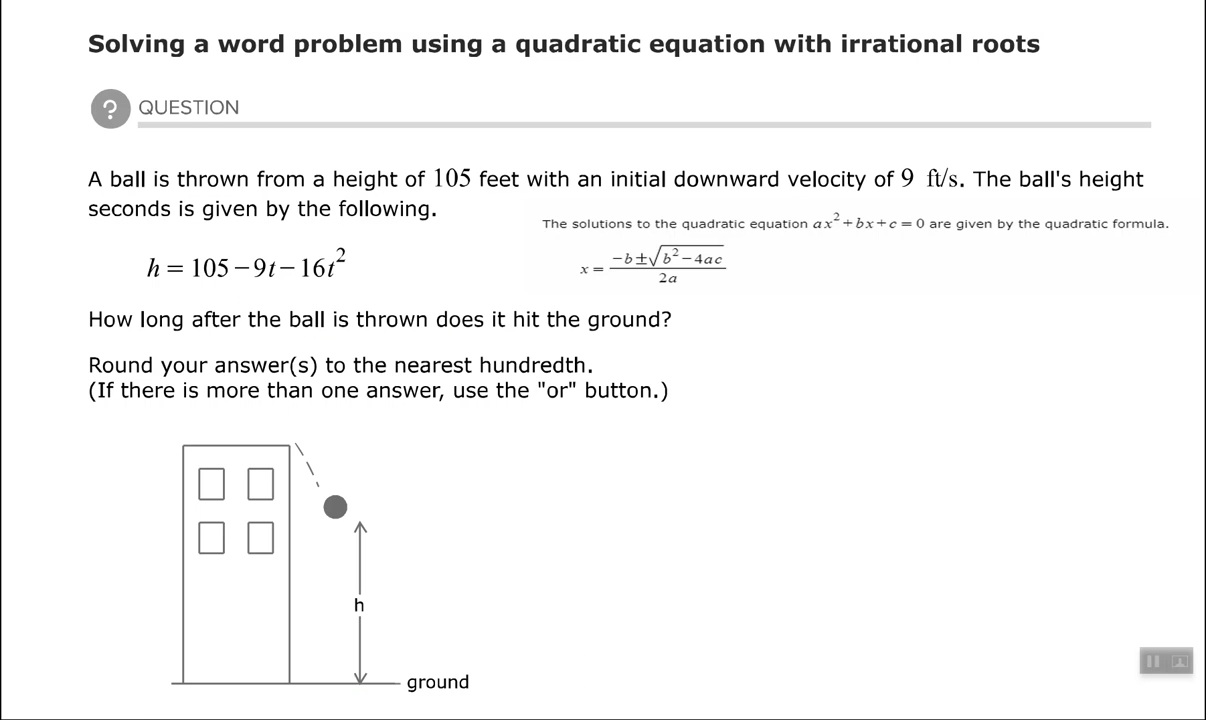 Solving a word problem using a quadratic equation with irrational roots
? QUESTION
A ball is thrown from a height of 105 feet with an initial downward velocity of 9 ft/s. The ball's height
seconds is given by the following.
The solutions to the quadratic equation ax²+bx+c=0 are given by the quadratic formula.
h = 105−9t−16t²
x = (−b±√(b²−4ac))/(2a)
How long after the ball is thrown does it hit the ground?
Round your answer(s) to the nearest hundredth.
(If there is more than one answer, use the "or" button.)
h
ground